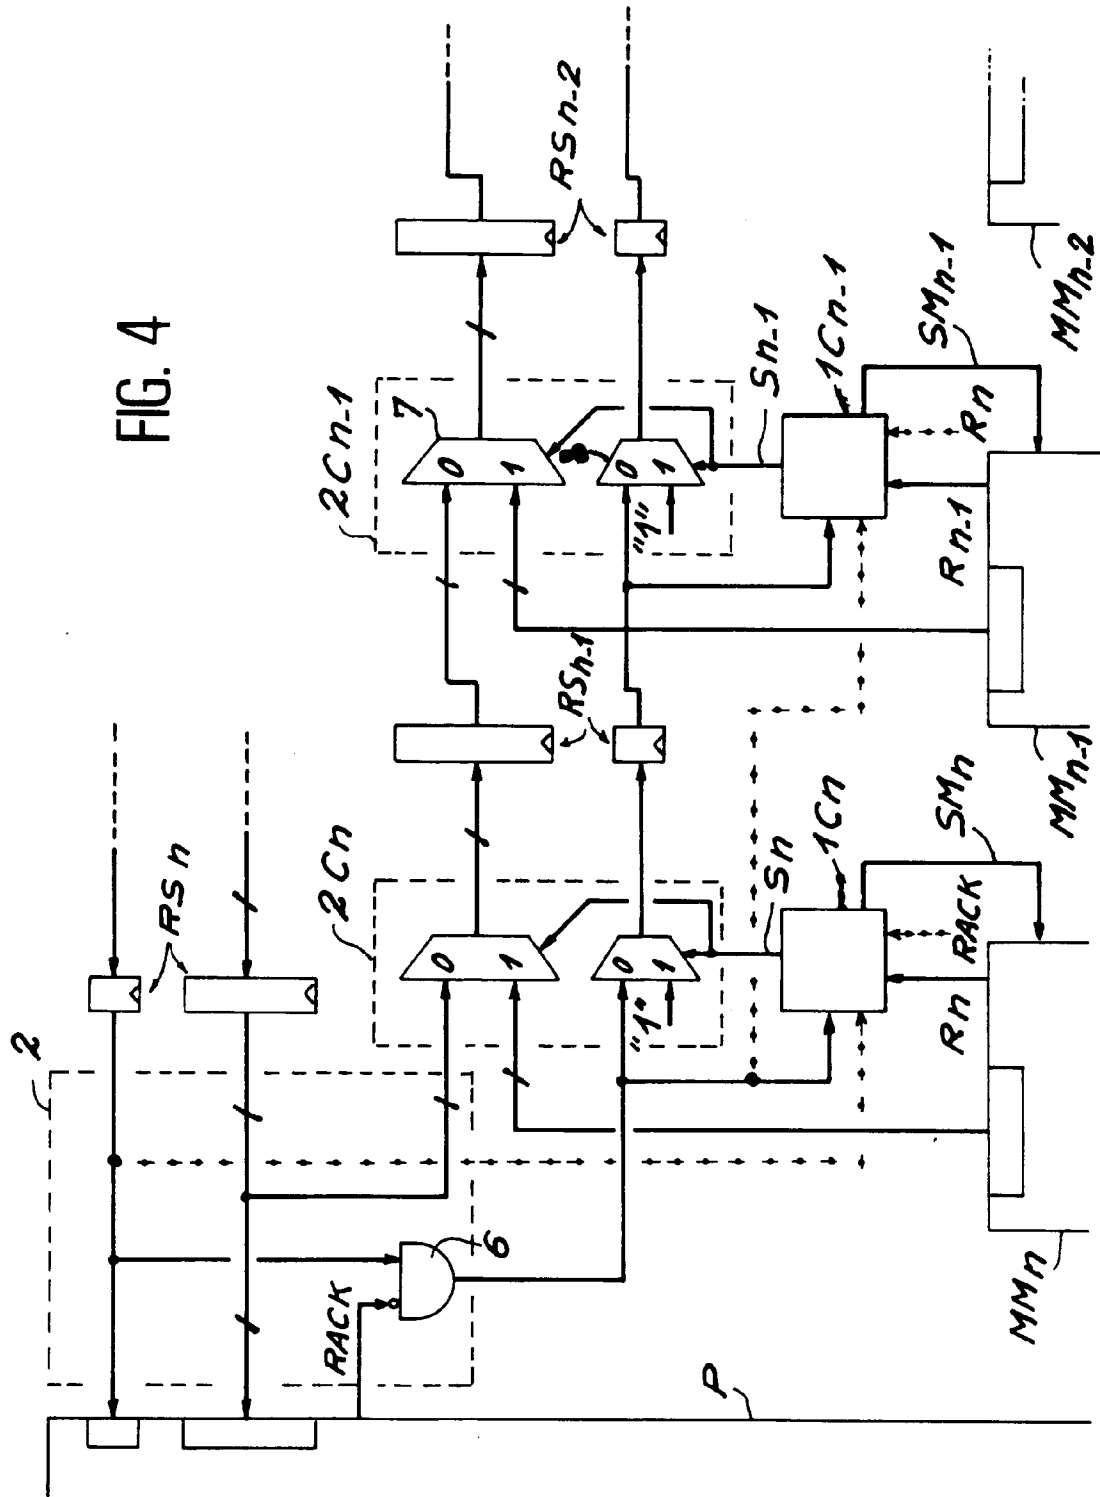 FIG. 4
2
RSn
RACK
6
P
2Cn
0
1
0
1
"1"
Sn
1Cn
RACK
Rn
SMn
MMn
RSn-1
2Cn-1
7
0
1
0
1
"1"
Sn-1
1Cn-1
Rn
Rn-1
SMn-1
MMn-1
RSn-2
MMn-2